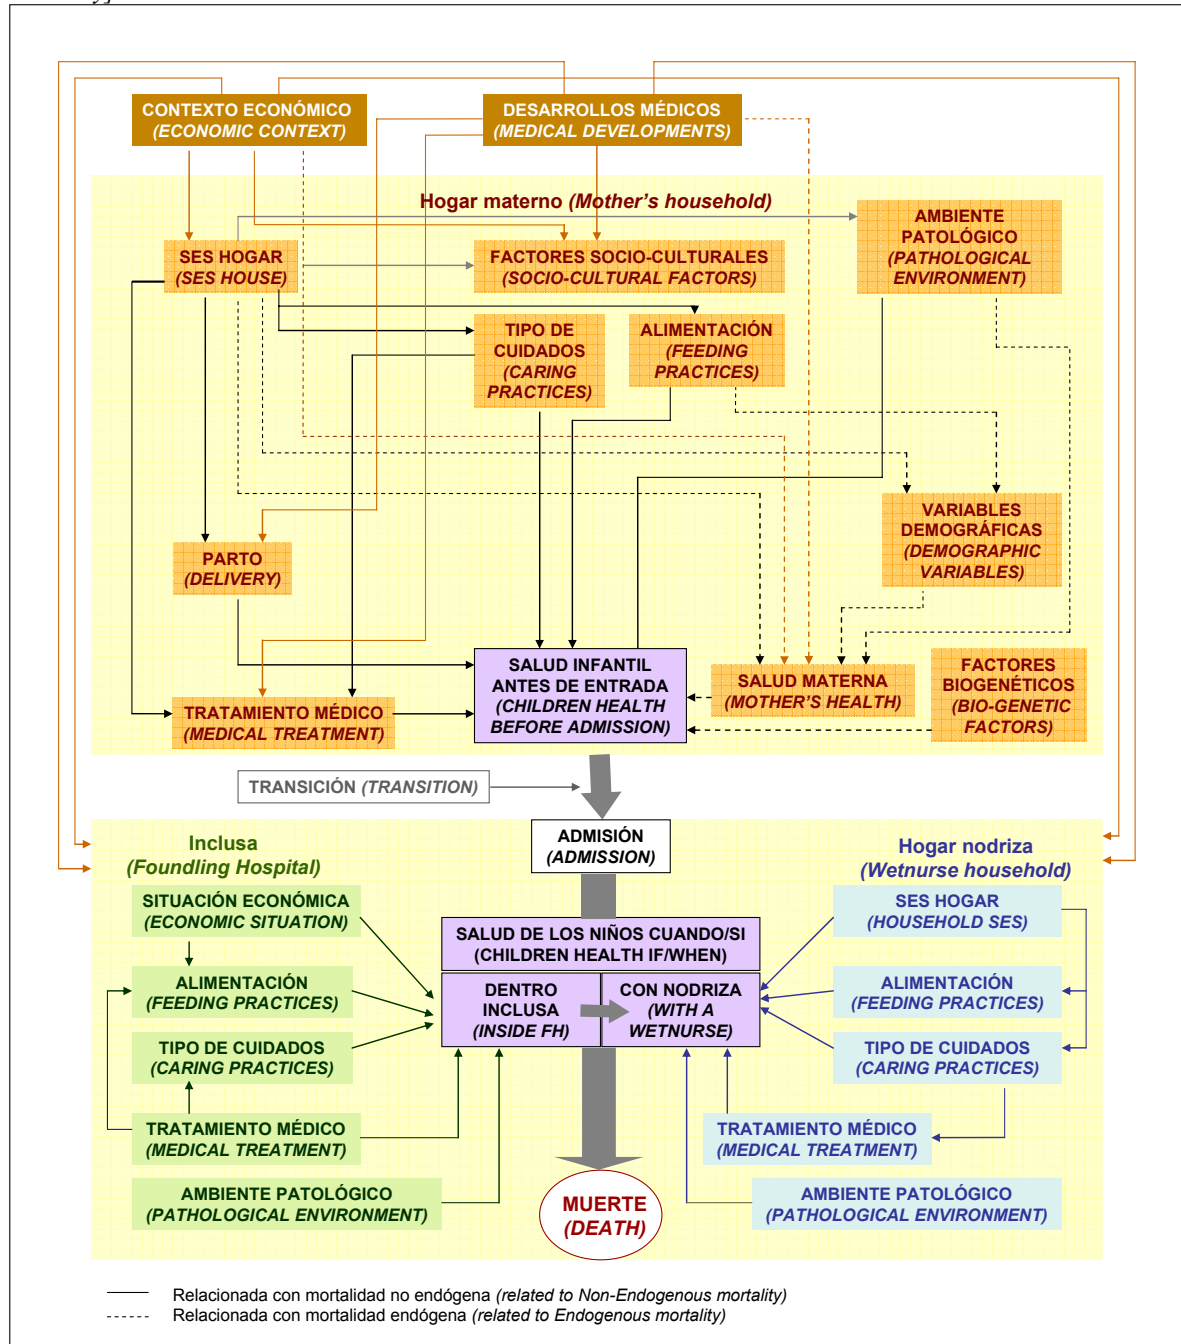 CONTEXTO ECONÓMICO
(ECONOMIC CONTEXT)
DESARROLLOS MÉDICOS
(MEDICAL DEVELOPMENTS)
Hogar materno (Mother's household)
SES HOGAR
(SES HOUSE)
FACTORES SOCIO-CULTURALES
(SOCIO-CULTURAL FACTORS)
AMBIENTE
PATOLÓGICO
(PATHOLOGICAL
ENVIRONMENT)
TIPO DE
CUIDADOS
(CARING
PRACTICES)
ALIMENTACIÓN
(FEEDING
PRACTICES)
VARIABLES
DEMOGRÁFICAS
(DEMOGRAPHIC
VARIABLES)
PARTO
(DELIVERY)
SALUD INFANTIL
ANTES DE ENTRADA
(CHILDREN HEALTH
BEFORE ADMISSION)
SALUD MATERNA
(MOTHER'S HEALTH)
FACTORES
BIOGENÉTICOS
(BIO-GENETIC
FACTORS)
TRATAMIENTO MÉDICO
(MEDICAL TREATMENT)
TRANSICIÓN (TRANSITION)
ADMISIÓN
(ADMISSION)
Inclusa
(Foundling Hospital)
Hogar nodriza
(Wetnurse household)
SITUACIÓN ECONÓMICA
(ECONOMIC SITUATION)
SALUD DE LOS NIÑOS CUANDO/SI
(CHILDREN HEALTH IF/WHEN)
SES HOGAR
(HOUSEHOLD SES)
ALIMENTACIÓN
(FEEDING PRACTICES)
DENTRO
INCLUSA
(INSIDE FH)
CON NODRIZA
(WITH A
WETNURSE)
ALIMENTACIÓN
(FEEDING PRACTICES)
TIPO DE CUIDADOS
(CARING PRACTICES)
TIPO DE CUIDADOS
(CARING PRACTICES)
TRATAMIENTO MÉDICO
(MEDICAL TREATMENT)
TRATAMIENTO MÉDICO
(MEDICAL TREATMENT)
AMBIENTE PATOLÓGICO
(PATHOLOGICAL ENVIRONMENT)
MUERTE
(DEATH)
AMBIENTE PATOLÓGICO
(PATHOLOGICAL ENVIRONMENT)
Relacionada con mortalidad no endógena (related to Non-Endogenous mortality)
Relacionada con mortalidad endógena (related to Endogenous mortality)